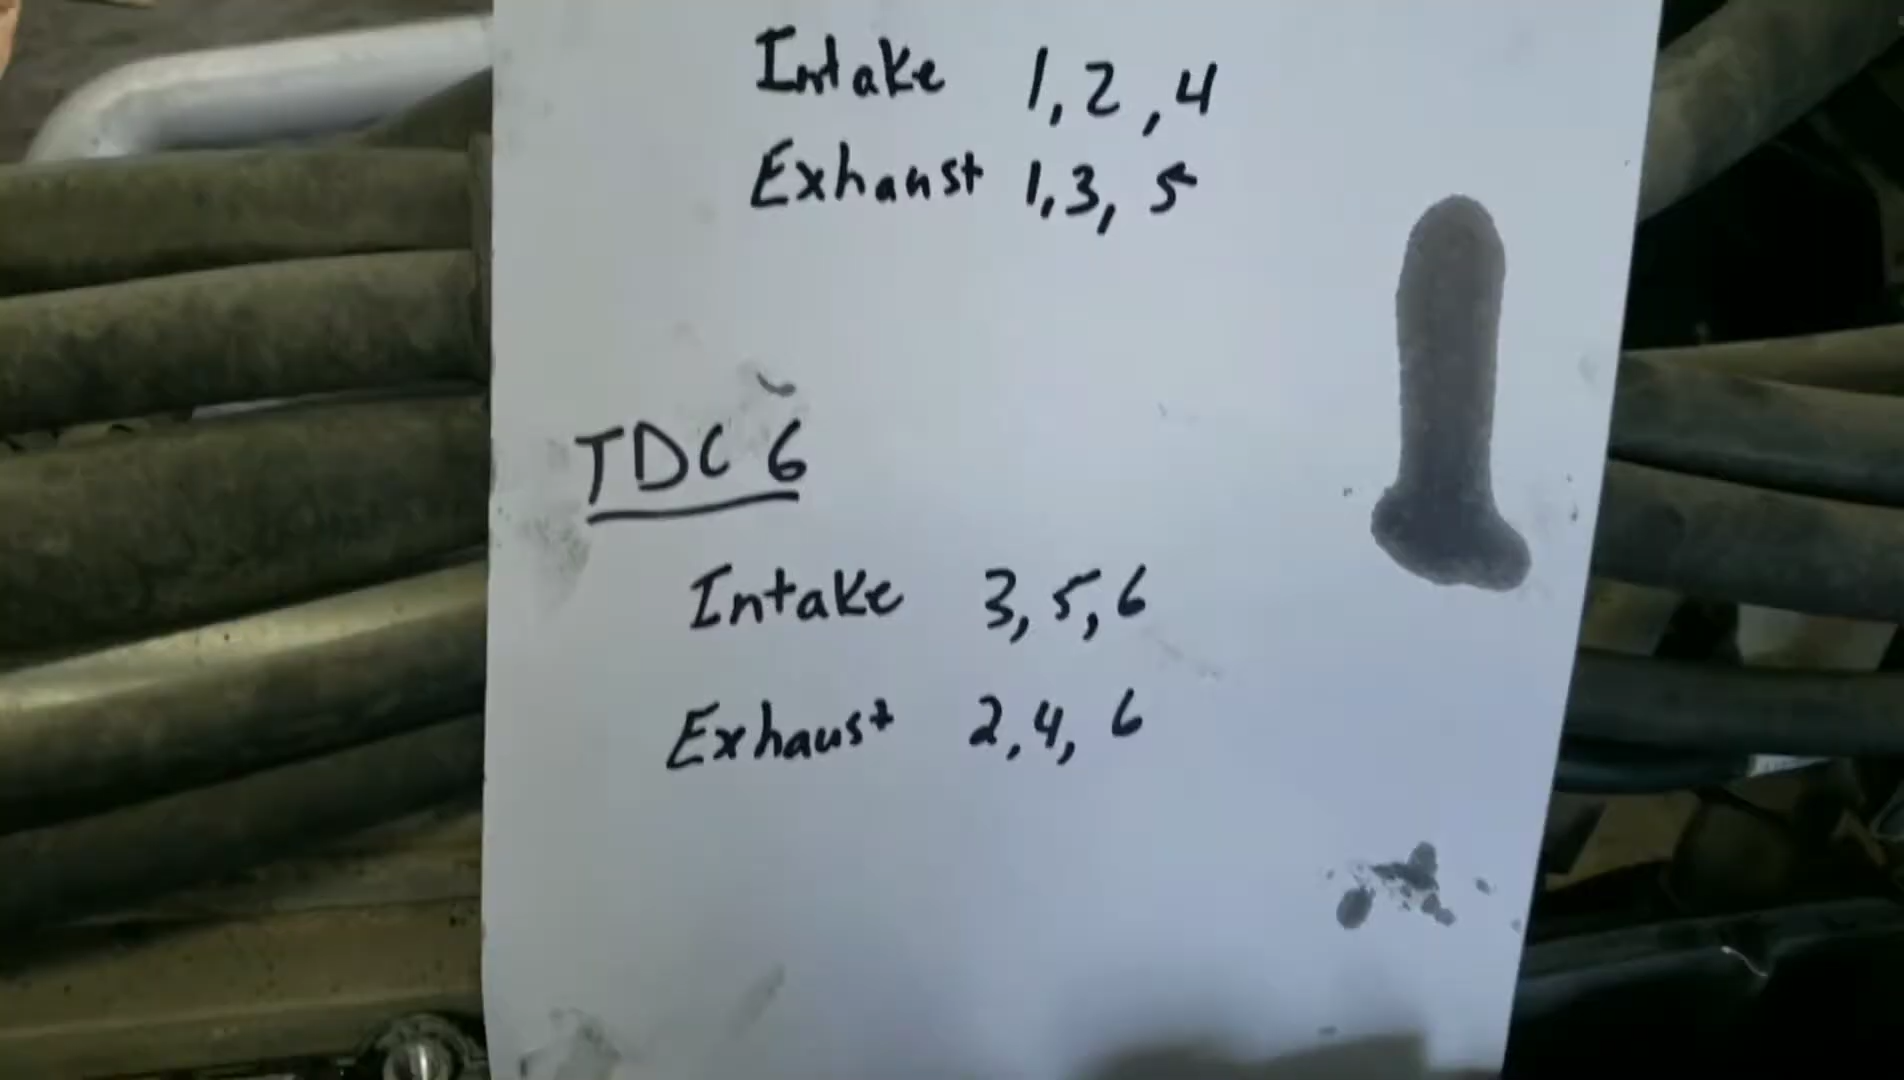 Intake 1, 2, 4
Exhaust 1, 3, 5
TDC 6
Intake 3, 5, 6
Exhaust 2, 4, 6